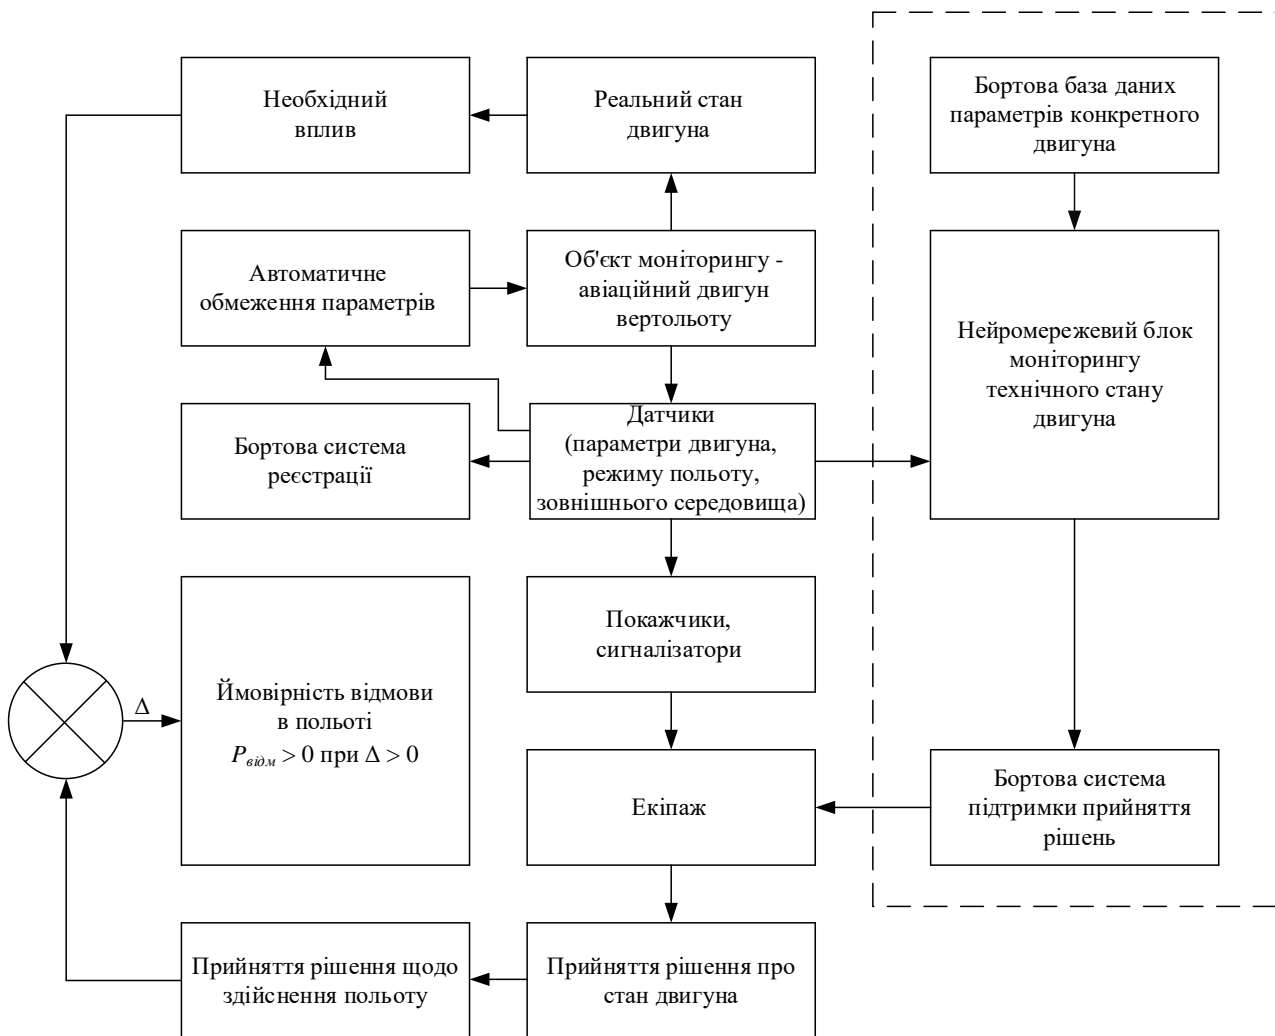 Необхідний
вплив
Реальний стан
двигуна
Бортова база даних
параметрів конкретного
двигуна
Автоматичне
обмеження параметрів
Об'єкт моніторингу -
авіаційний двигун
вертольоту
Нейромережевий блок
моніторингу
технічного стану
двигуна
Бортова система
реєстрації
Датчики
(параметри двигуна,
режиму польоту,
зовнішнього середовища)
Покажчики,
сигналізатори
Δ
Ймовірність відмови
в польоті
Pвідм > 0 при Δ > 0
Екіпаж
Бортова система
підтримки прийняття
рішень
Прийняття рішення щодо
здійснення польоту
Прийняття рішення про
стан двигуна